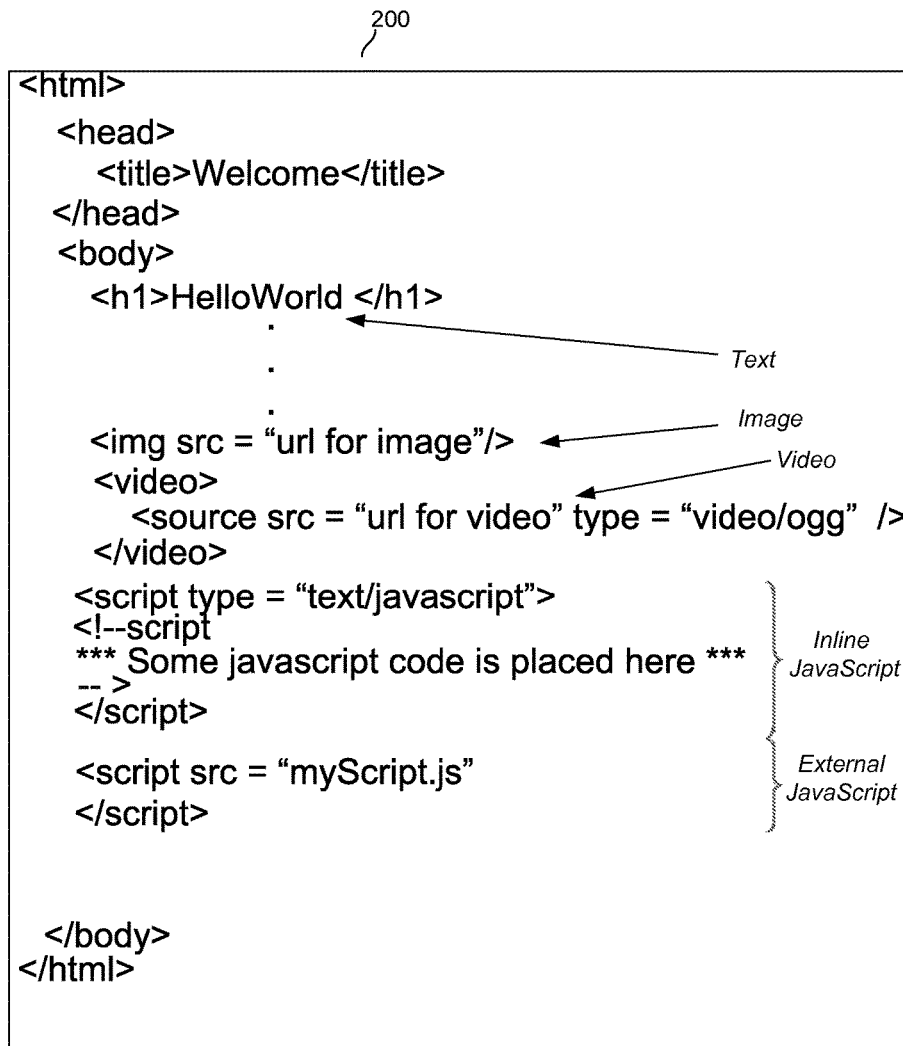 200
<html>
<head>
<title>Welcome</title>
</head>
<body>
<h1>HelloWorld </h1>
.
.
.
Text
<img src = “url for image”/>
Image
<video>
Video
<source src = “url for video” type = “video/ogg”  />
</video>
<script type = “text/javascript”>
<!--script
*** Some javascript code is placed here ***
-- >
</script>
Inline
JavaScript
<script src = “myScript.js”
</script>
External
JavaScript
</body>
</html>